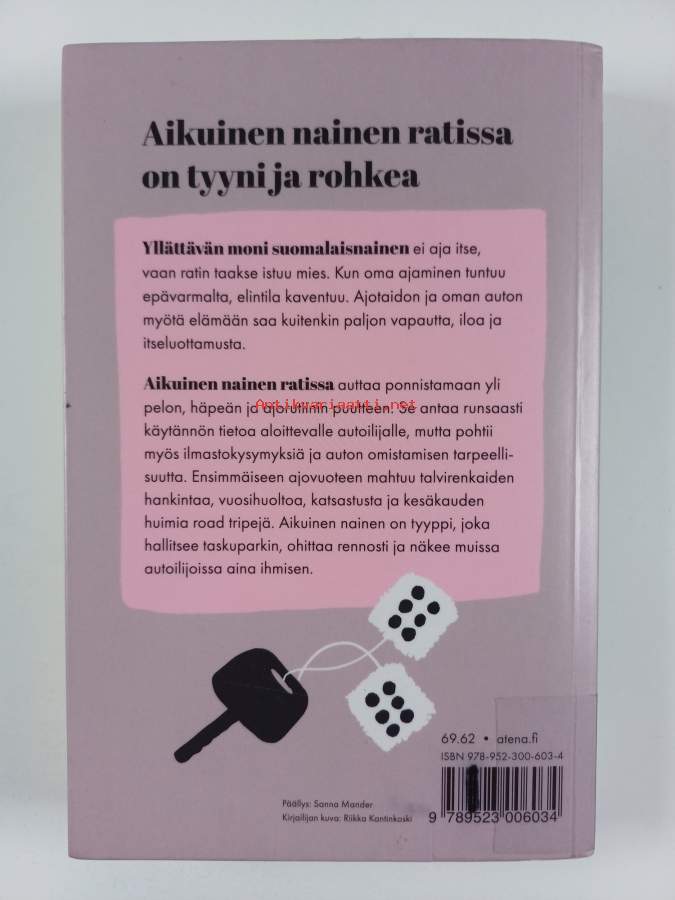 Aikuinen nainen ratissa
on tyyni ja rohkea
Yllättävän moni suomalaisnainen ei aja itse,
vaan ratin taakse istuu mies. Kun oma ajaminen tuntuu
epävarmalta, elintila kaventuu. Ajotaidon ja oman auton
myötä elämään saa kuitenkin paljon vapautta, iloa ja
itseluottamusta.
Aikuinen nainen ratissa auttaa ponnistamaan yli
pelon, häpeän ja ajorutiinin puutteen. Se antaa runsaasti
Antikvariaatti.net
käytännön tietoa aloittevalle autoilijalle, mutta pohtii
myös ilmastokysymyksiä ja auton omistamisen tarpeelli-
suutta. Ensimmäiseen ajovuoteen mahtuu talvirenkaiden
hankintaa, vuosihuoltoa, katsastusta ja kesäkauden
huimia road tripejä. Aikuinen nainen on tyyppi, joka
hallitsee taskuparkin, ohittaa rennosti ja näkee muissa
autoilijoissa aina ihmisen.
69.62 • atena.fi
ISBN 978-952-300-603-4
Päällys: Sanna Mander
Kirjailijan kuva: Riikka Kantinkoski
9 789523 006034